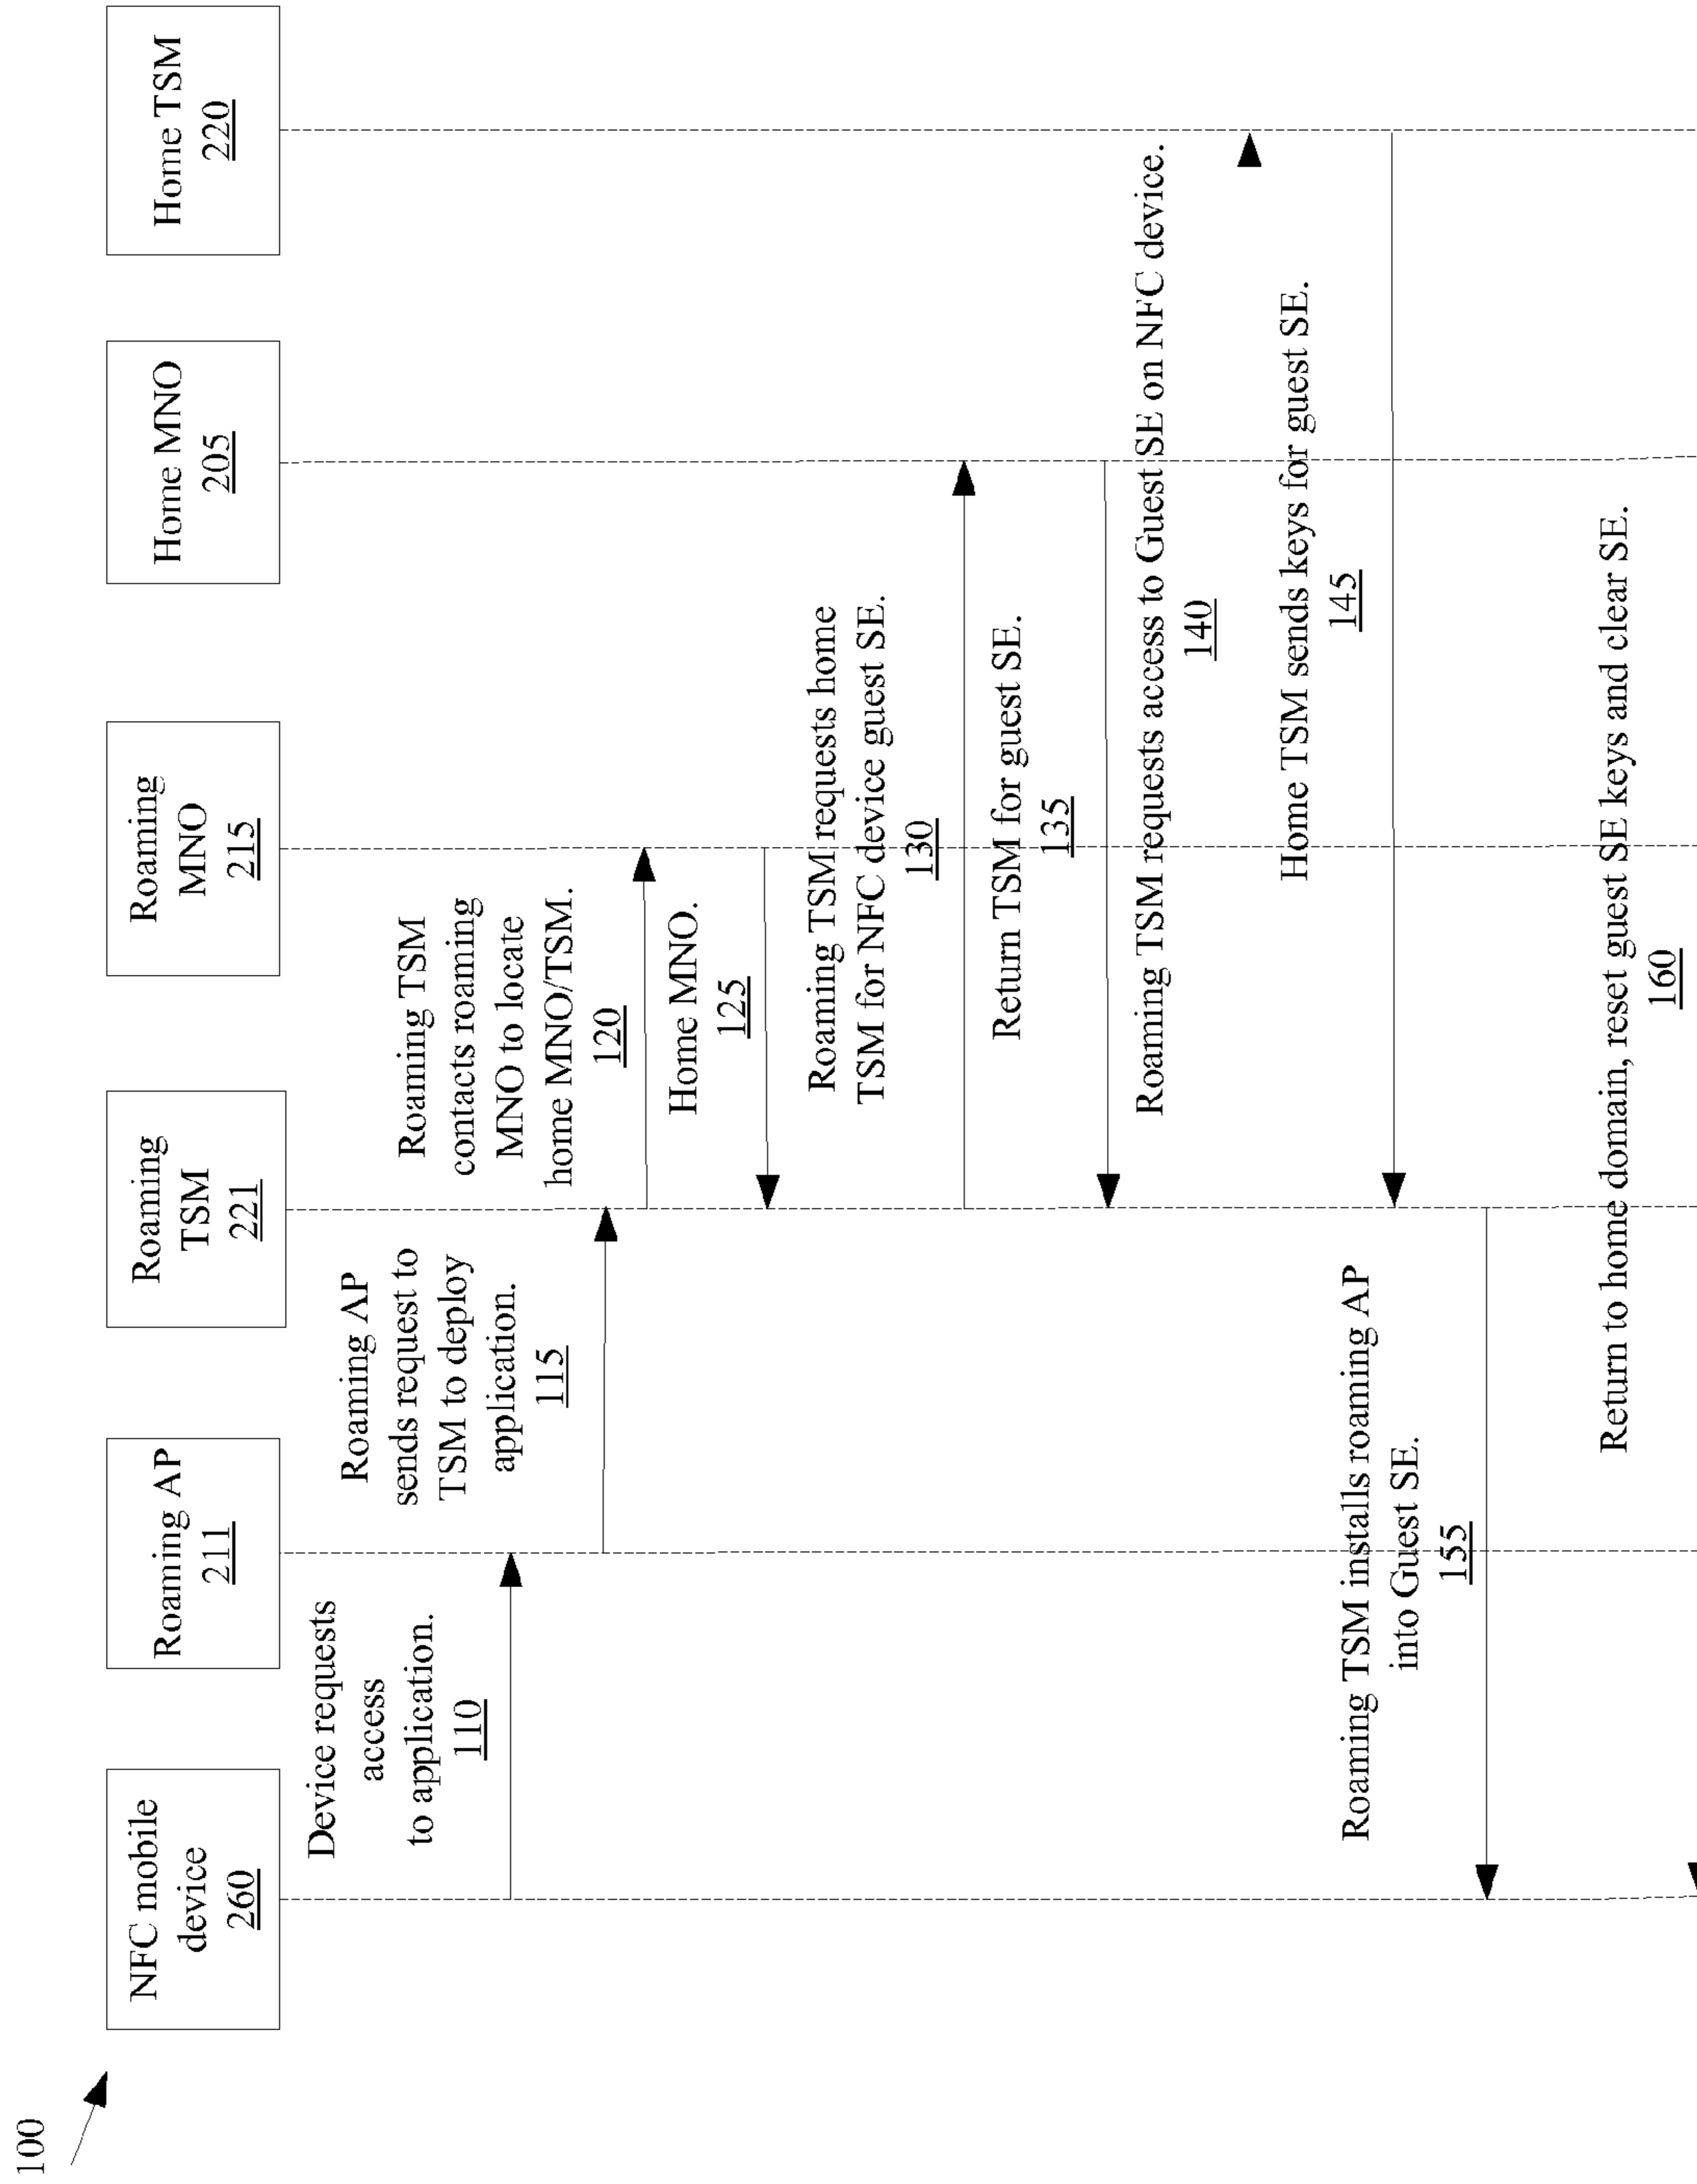 100
NFC mobile
device
260
Roaming AP
211
Roaming
TSM
221
Roaming
MNO
215
Home MNO
205
Home TSM
220
Device requests
access
to application.
110
Roaming AP
sends request to
TSM to deploy
application.
115
Roaming TSM
contacts roaming
MNO to locate
home MNO/TSM.
120
Home MNO.
125
Roaming TSM requests home
TSM for NFC device guest SE.
130
Return TSM for guest SE.
135
Roaming TSM requests access to Guest SE on NFC device.
140
Home TSM sends keys for guest SE.
145
Roaming TSM installs roaming AP
into Guest SE.
155
Return to home domain, reset guest SE keys and clear SE.
160